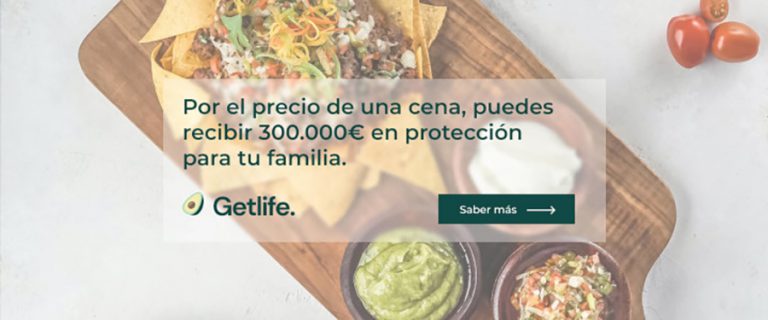 Por el precio de una cena, puedes
recibir 300.000€ en protección
para tu familia.
Getlife.
Saber más